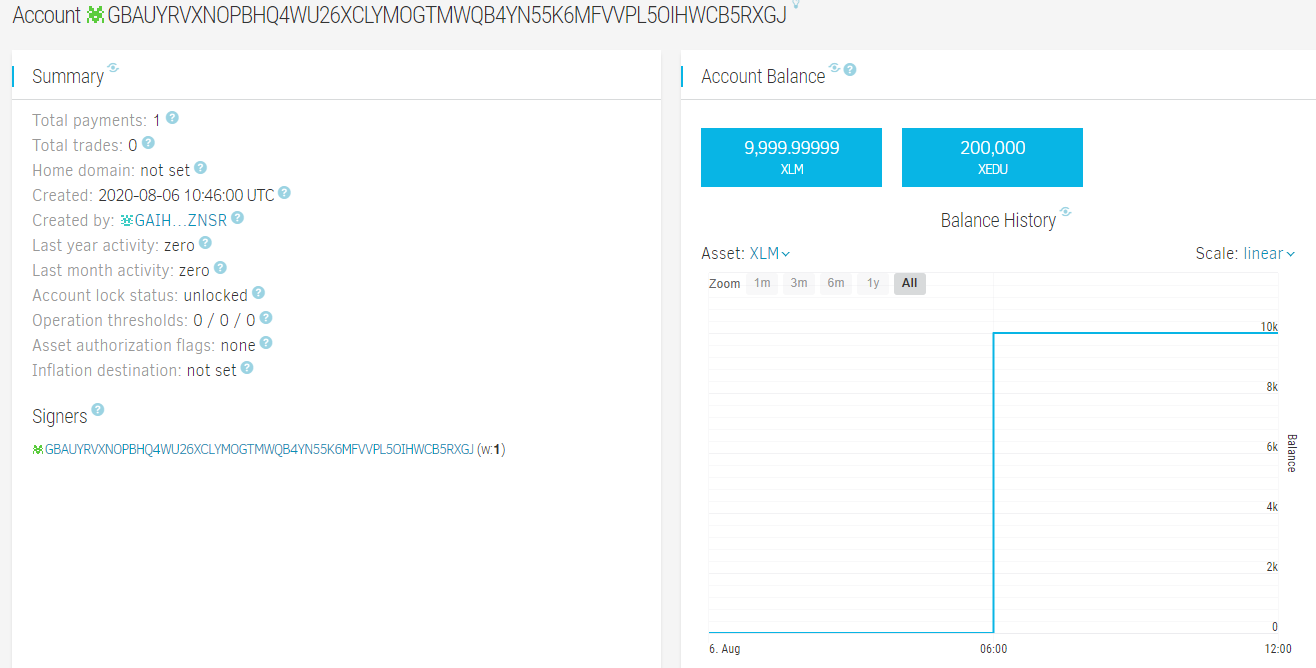 Account GBAUYRVXNOPBHQ4WU26XCLYMOGTMWQB4YN55K6MFVVPL5OIHWCB5RXGJ
Summary
Total payments: 1 ?
Total trades: 0 ?
Home domain: not set ?
Created: 2020-08-06 10:46:00 UTC ?
Created by: GAIH...ZNSR ?
Last year activity: zero ?
Last month activity: zero ?
Account lock status: unlocked ?
Operation thresholds: 0 / 0 / 0 ?
Asset authorization flags: none ?
Inflation destination: not set ?
Signers ?
GBAUYRVXNOPBHQ4WU26XCLYMOGTMWQB4YN55K6MFVVPL5OIHWCB5RXGJ (w:1)
Account Balance ?
9,999.99999
XLM
200,000
XEDU
Balance History
Asset: XLM
Scale: linear
Zoom 1m 3m 6m 1y All
10k
8k
6k
4k
2k
0
Balance
6. Aug 06:00 12:00